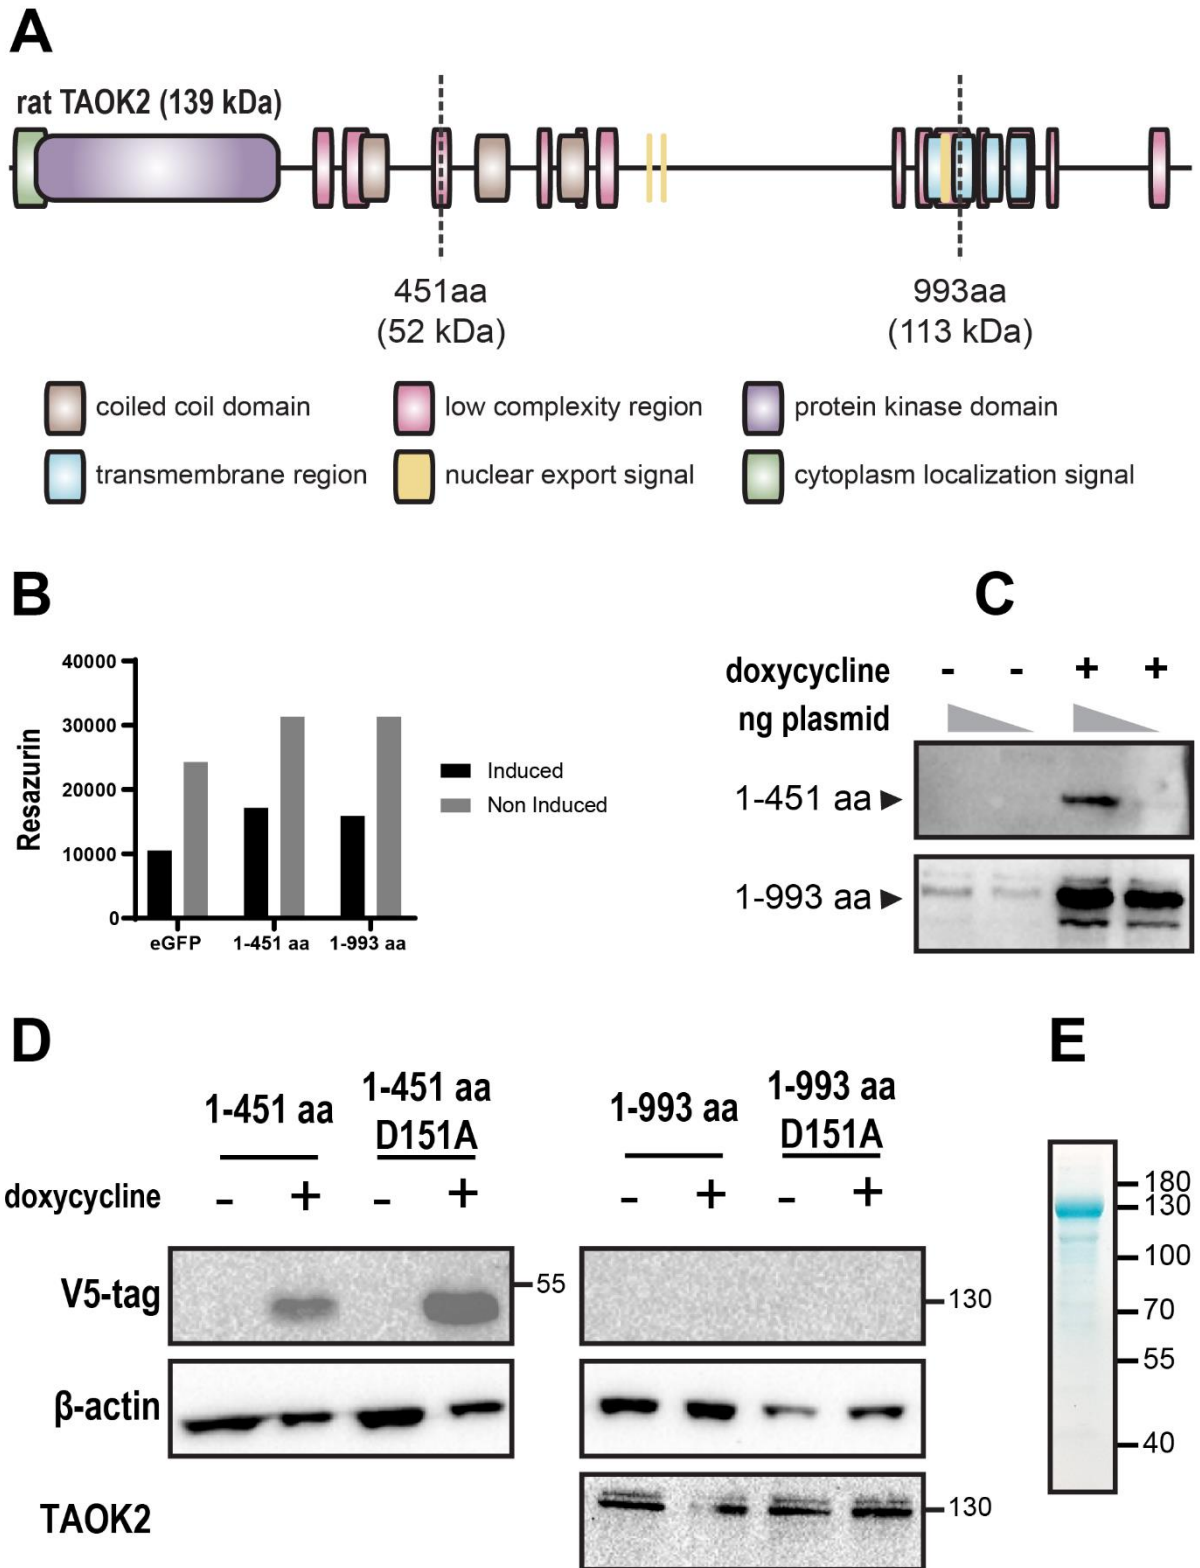 A
rat TAOK2 (139 kDa)
451aa
(52 kDa)
993aa
(113 kDa)
coiled coil domain
low complexity region
protein kinase domain
transmembrane region
nuclear export signal
cytoplasm localization signal
B
40000
30000
20000
10000
0
Resazurin
eGFP
1-451 aa
1-993 aa
Induced
Non Induced
C
doxycycline - - + +
ng plasmid
1-451 aa
1-993 aa
D
1-451 aa
1-451 aa
D151A
1-993 aa
1-993 aa
D151A
doxycycline - + - + - + - +
V5-tag
55
130
β-actin
TAOK2
130
E
180
130
100
70
55
40